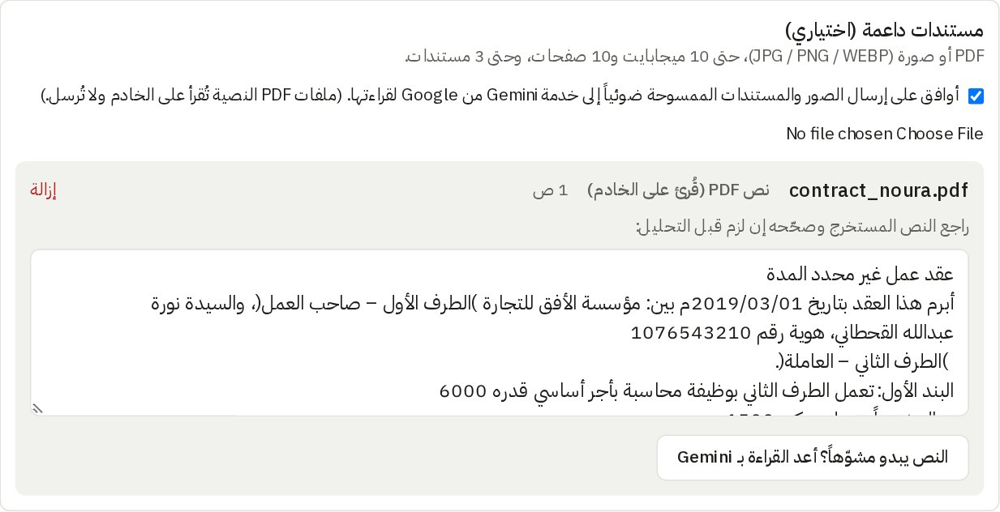 مستندات داعمة (اختياري)
PDF أو صورة (JPG / PNG / WEBP)، حتى 10 ميجابايت و10 صفحات، وحتى 3 مستندات.
أوافق على إرسال الصور والمستندات الممسوحة ضوئياً إلى خدمة Gemini من Google لقراءتها. (ملفات PDF النصية تُقرأ على الخادم ولا تُرسل.)
No file chosen Choose File
contract_noura.pdf نص PDF (قُرئ على الخادم) 1 ص إزالة
راجع النص المستخرج وصحّحه إن لزم قبل التحليل:
عقد عمل غير محدد المدة
أبرم هذا العقد بتاريخ 2019/03/01م بين: مؤسسة الأفق للتجارة )الطرف الأول – صاحب العمل(، والسيدة نورة
عبدالله القحطاني، هوية رقم 1076543210
)الطرف الثاني – العاملة(.
البند الأول: تعمل الطرف الثاني بوظيفة محاسبة بأجر أساسي قدره 6000
النص يبدو مشوّهاً؟ أعد القراءة بـ Gemini